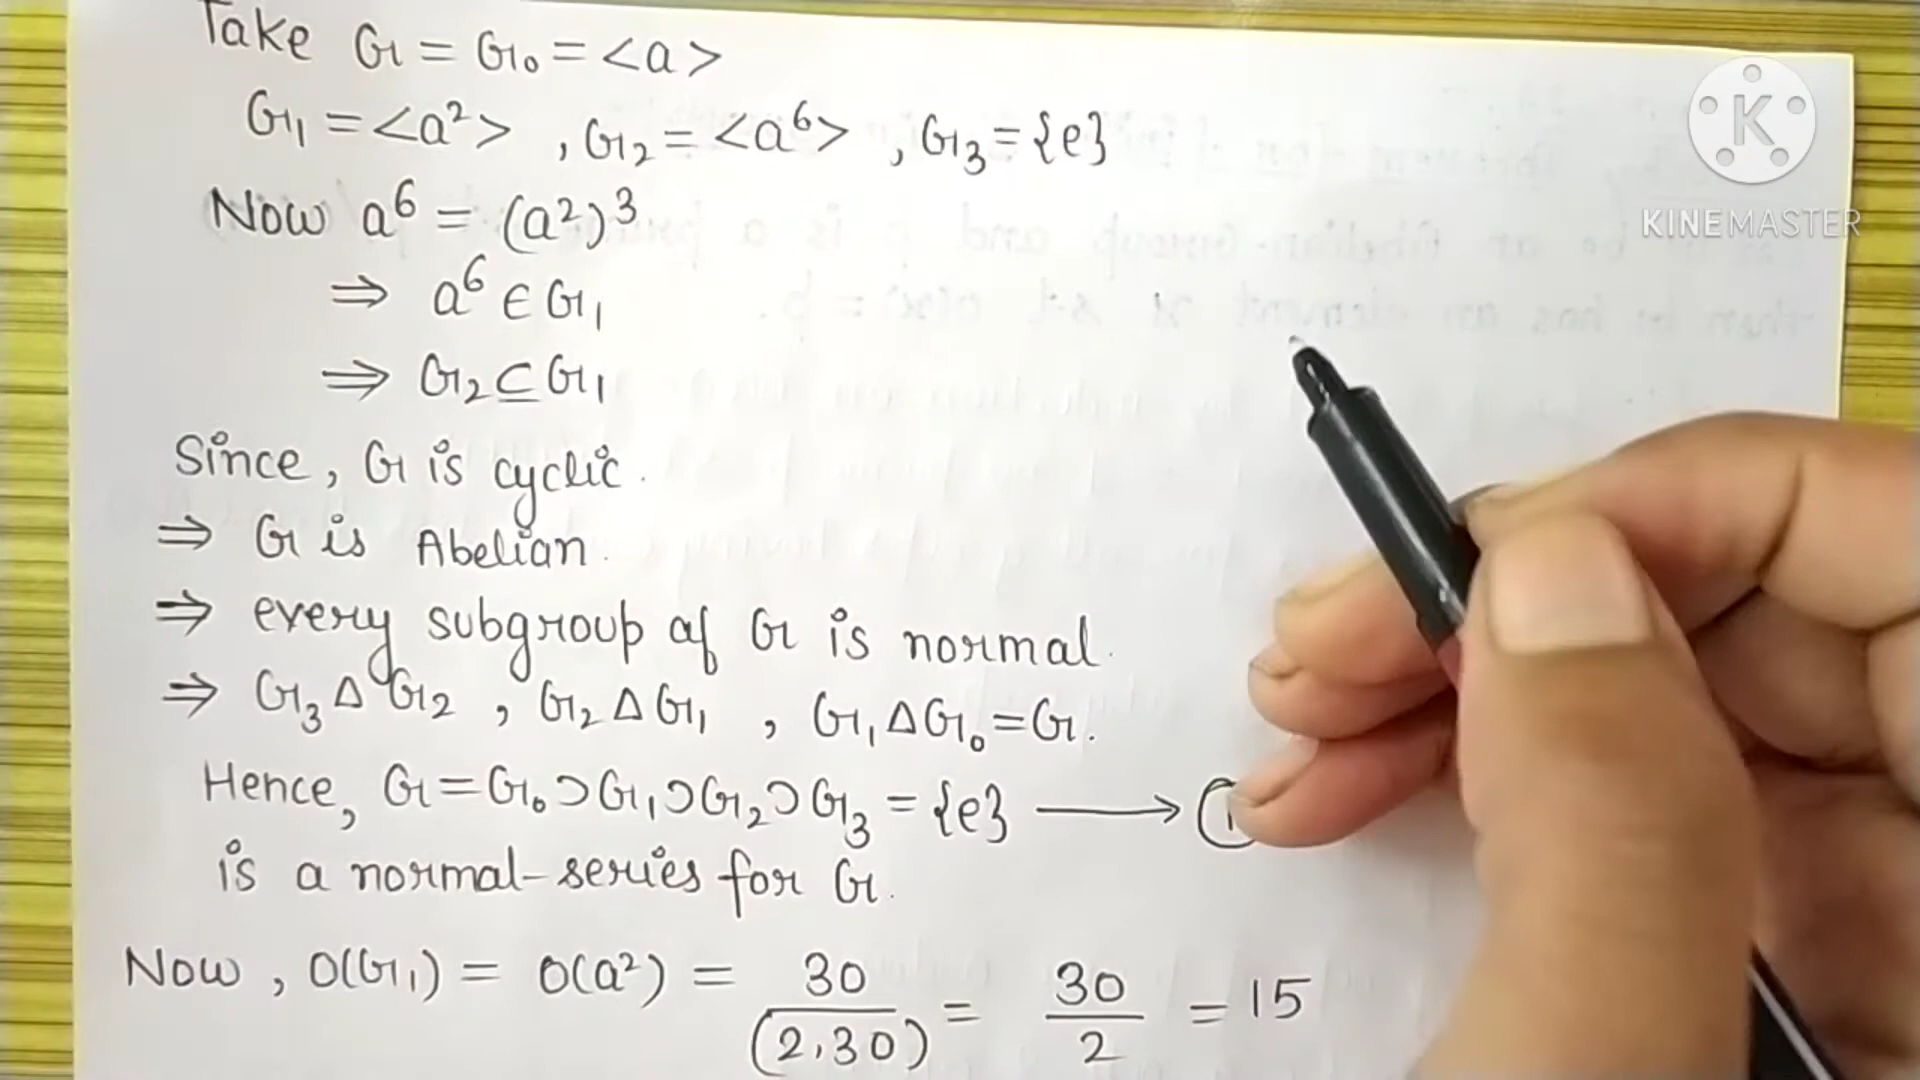 Take G = G₀ = <a>
G₁ = <a²> , G₂ = <a⁶> , G₃ = {e}
Now a⁶ = (a²)³
⇒ a⁶ ∈ G₁
⇒ G₂ ⊆ G₁
Since, G is cyclic.
⇒ G is Abelian.
⇒ every subgroup of G is normal.
⇒ G₃ Δ G₂ , G₂ Δ G₁ , G₁ Δ G₀ = G.
Hence, G = G₀ ⊃ G₁ ⊃ G₂ ⊃ G₃ = {e} ⟶ ①
is a normal-series for G.
Now , O(G₁) = O(a²) = 30/(2,30) = 30/2 = 15
K
KINEMASTER